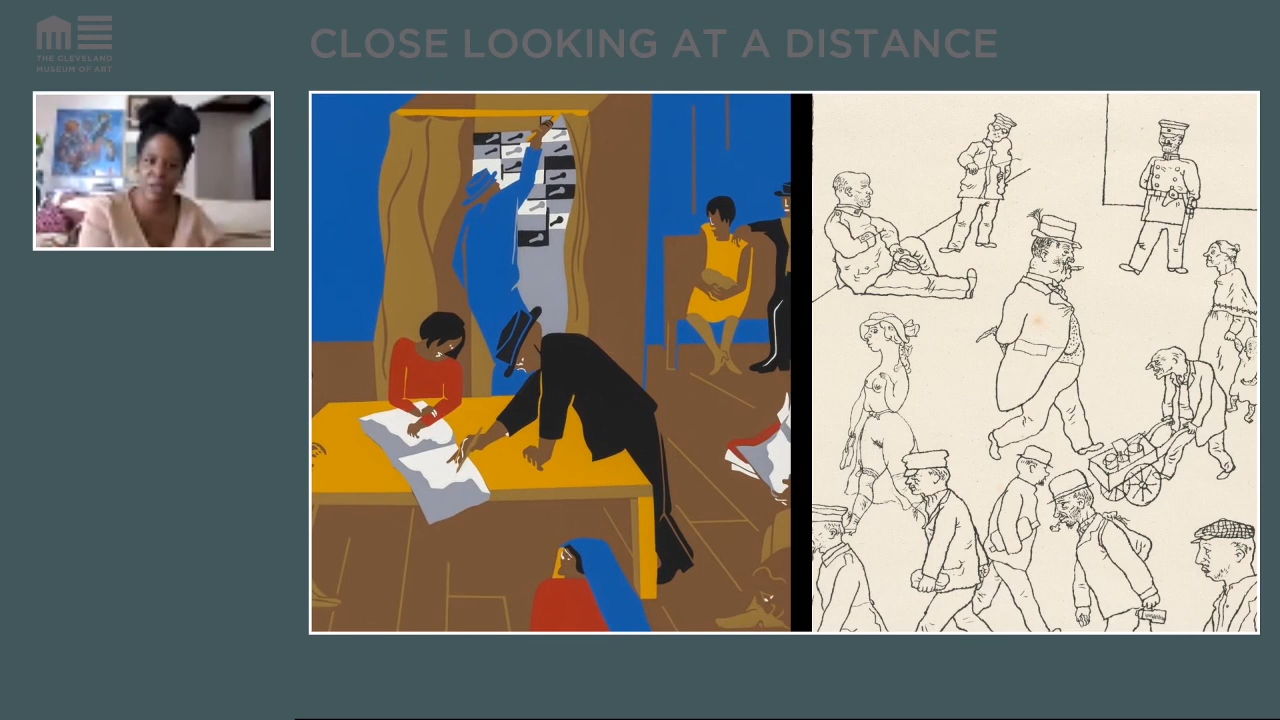 CLOSE LOOKING AT A DISTANCE
THE CLEVELAND
MUSEUM OF ART